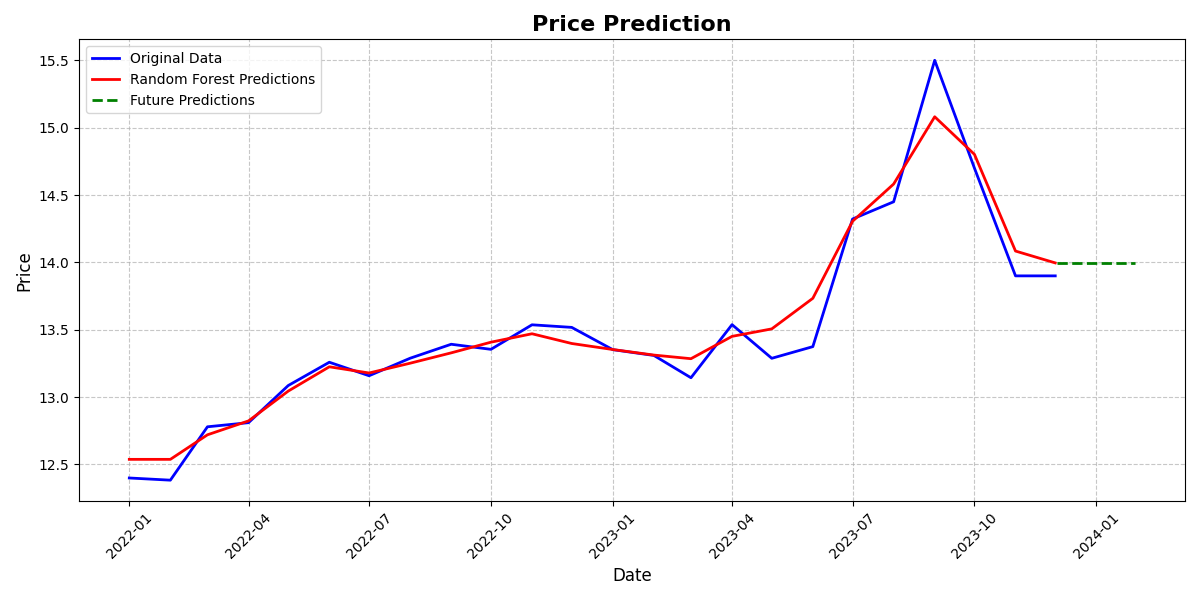 Price Prediction
Original Data
Random Forest Predictions
Future Predictions
Price
15.5
15.0
14.5
14.0
13.5
13.0
12.5
2022-01
2022-04
2022-07
2022-10
2023-01
2023-04
2023-07
2023-10
2024-01
Date